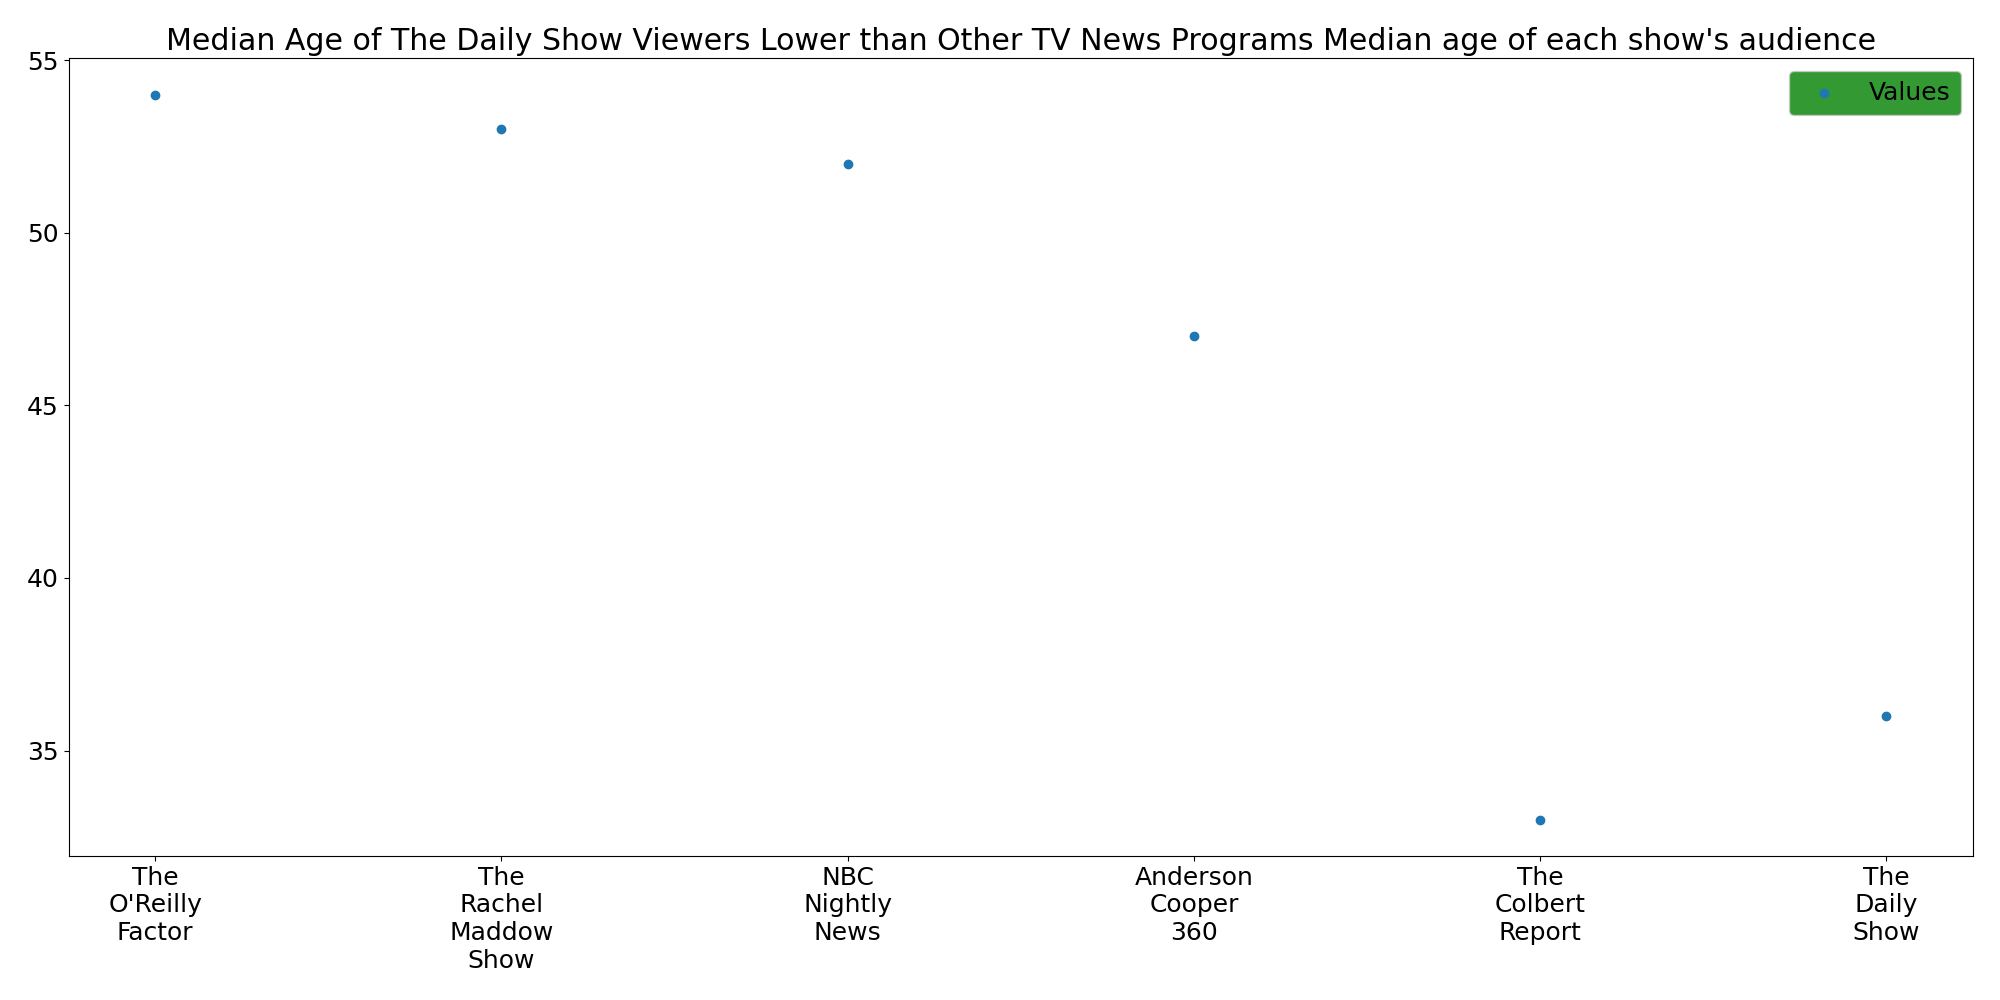 Median Age of The Daily Show Viewers Lower than Other TV News Programs Median age of each show's audience
Values
55
50
45
40
35
The
O'Reilly
Factor
The
Rachel
Maddow
Show
NBC
Nightly
News
Anderson
Cooper
360
The
Colbert
Report
The
Daily
Show